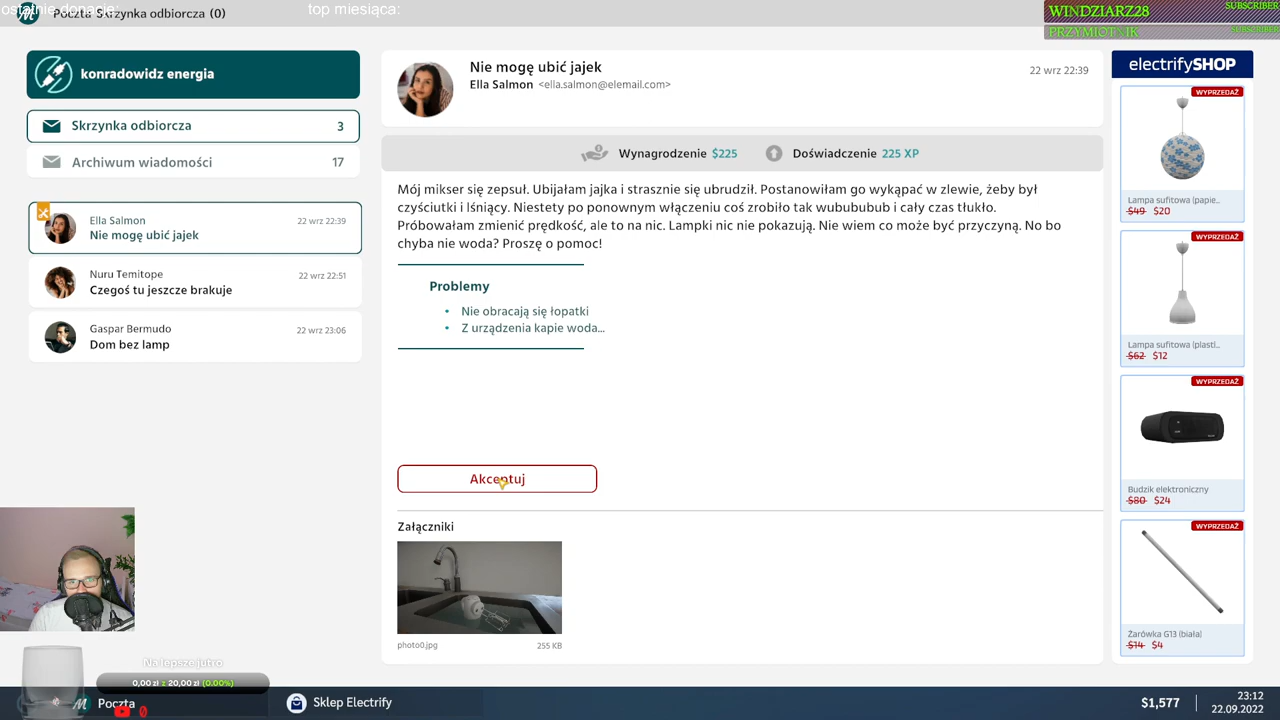 ostatnie donacje:
top miesiąca:
Poczta Skrzynka odbiorcza (0)
WINDZIARZ28
SUBSCRIBER
PRZYMIOTNIK
SUBSCRIBER
konradowidz energia
Skrzynka odbiorcza 3
Archiwum wiadomości 17
Ella Salmon 22 wrz 22:39
Nie mogę ubić jajek
Nuru Temitope 22 wrz 22:51
Czegoś tu jeszcze brakuje
Gaspar Bermudo 22 wrz 23:06
Dom bez lamp
Nie mogę ubić jajek
Ella Salmon <ella.salmon@elemail.com>
22 wrz 22:39
Wynagrodzenie $225 Doświadczenie 225 XP
Mój mikser się zepsuł. Ubijałam jajka i strasznie się ubrudził. Postanowiłam go wykąpać w zlewie, żeby był
czyściutki i lśniący. Niestety po ponownym włączeniu coś zrobiło tak wubububub i cały czas tłukło.
Próbowałam zmienić prędkość, ale to na nic. Lampki nic nie pokazują. Nie wiem co może być przyczyną. No bo
chyba nie woda? Proszę o pomoc!
Problemy
• Nie obracają się łopatki
• Z urządzenia kapie woda...
Akceptuj
Załączniki
photo0.jpg 255 KB
electrifySHOP
WYPRZEDAŻ
Lampa sufitowa (papie...
$49 $20
WYPRZEDAŻ
Lampa sufitowa (plasti...
$62 $12
WYPRZEDAŻ
Budzik elektroniczny
$80 $24
WYPRZEDAŻ
Żarówka G13 (biała)
$14 $4
Na lepsze jutro
0,00 zł z 20,00 zł (0.00%)
Poczta
0
Sklep Electrify
$1,577
23:12
22.09.2022